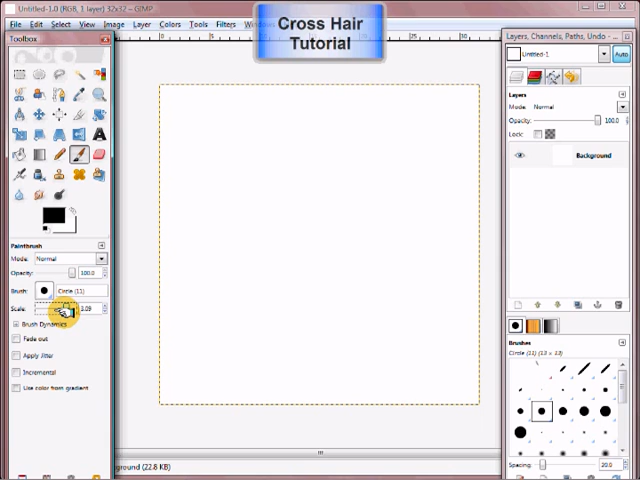 Untitled-1.0 (RGB, 1 layer) 32x32 – GIMP
File Edit Select View Image Layer Colors Tools Filters
Cross Hair
Tutorial
Toolbox
Paintbrush
Mode: Normal
Opacity: 100.0
Brush: Circle (11)
Scale:
Brush Dynamics
Fade out
Apply Jitter
Incremental
Use color from gradient
ground (22.8 KB)
Layers, Channels, Paths, Undo -
Untitled-1
Auto
Layers
Mode: Normal
Opacity: 100.0
Lock:
Background
Brushes
Circle (11) (13 × 13)
Spacing: 20.0